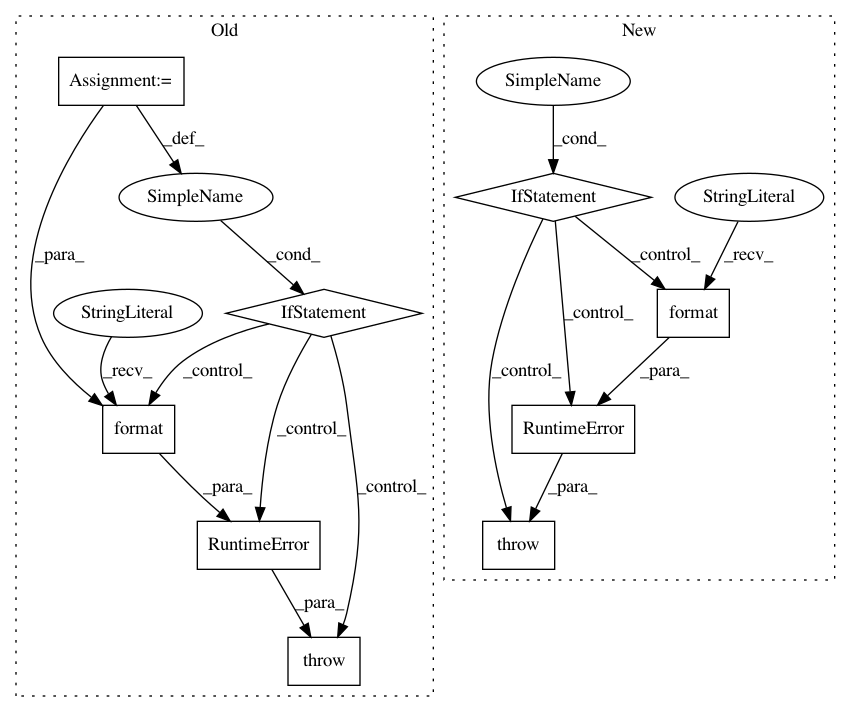 Old
New
Assignment:=
SimpleName
_def_
_cond_
SimpleName
IfStatement
StringLiteral
_para_
_cond_
_control_
_recv_
StringLiteral
IfStatement
_control_
format
_recv_
_control_
_control_
_para_
format
_control_
RuntimeError
_control_
_para_
_para_
RuntimeError
throw
_para_
throw